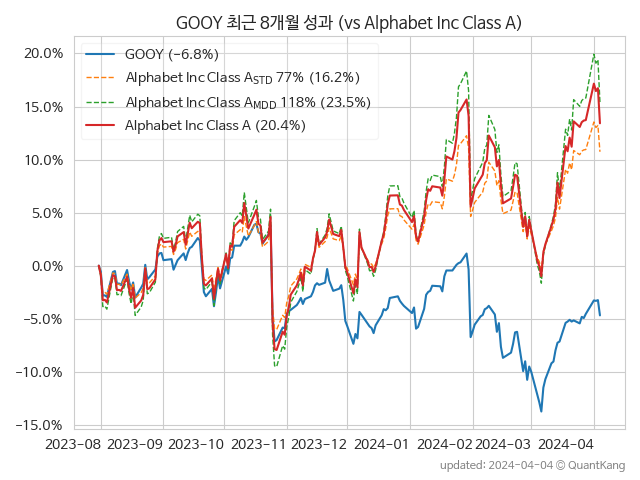 GOOY 최근 8개월 성과 (vs Alphabet Inc Class A)
GOOY (−6.8%)
Alphabet Inc Class A_STD 77% (16.2%)
Alphabet Inc Class A_MDD 118% (23.5%)
Alphabet Inc Class A (20.4%)
20.0%
15.0%
10.0%
5.0%
0.0%
−5.0%
−10.0%
−15.0%
2023-08 2023-09 2023-10 2023-11 2023-12 2024-01 2024-02 2024-03 2024-04
updated: 2024-04-04 © QuantKang